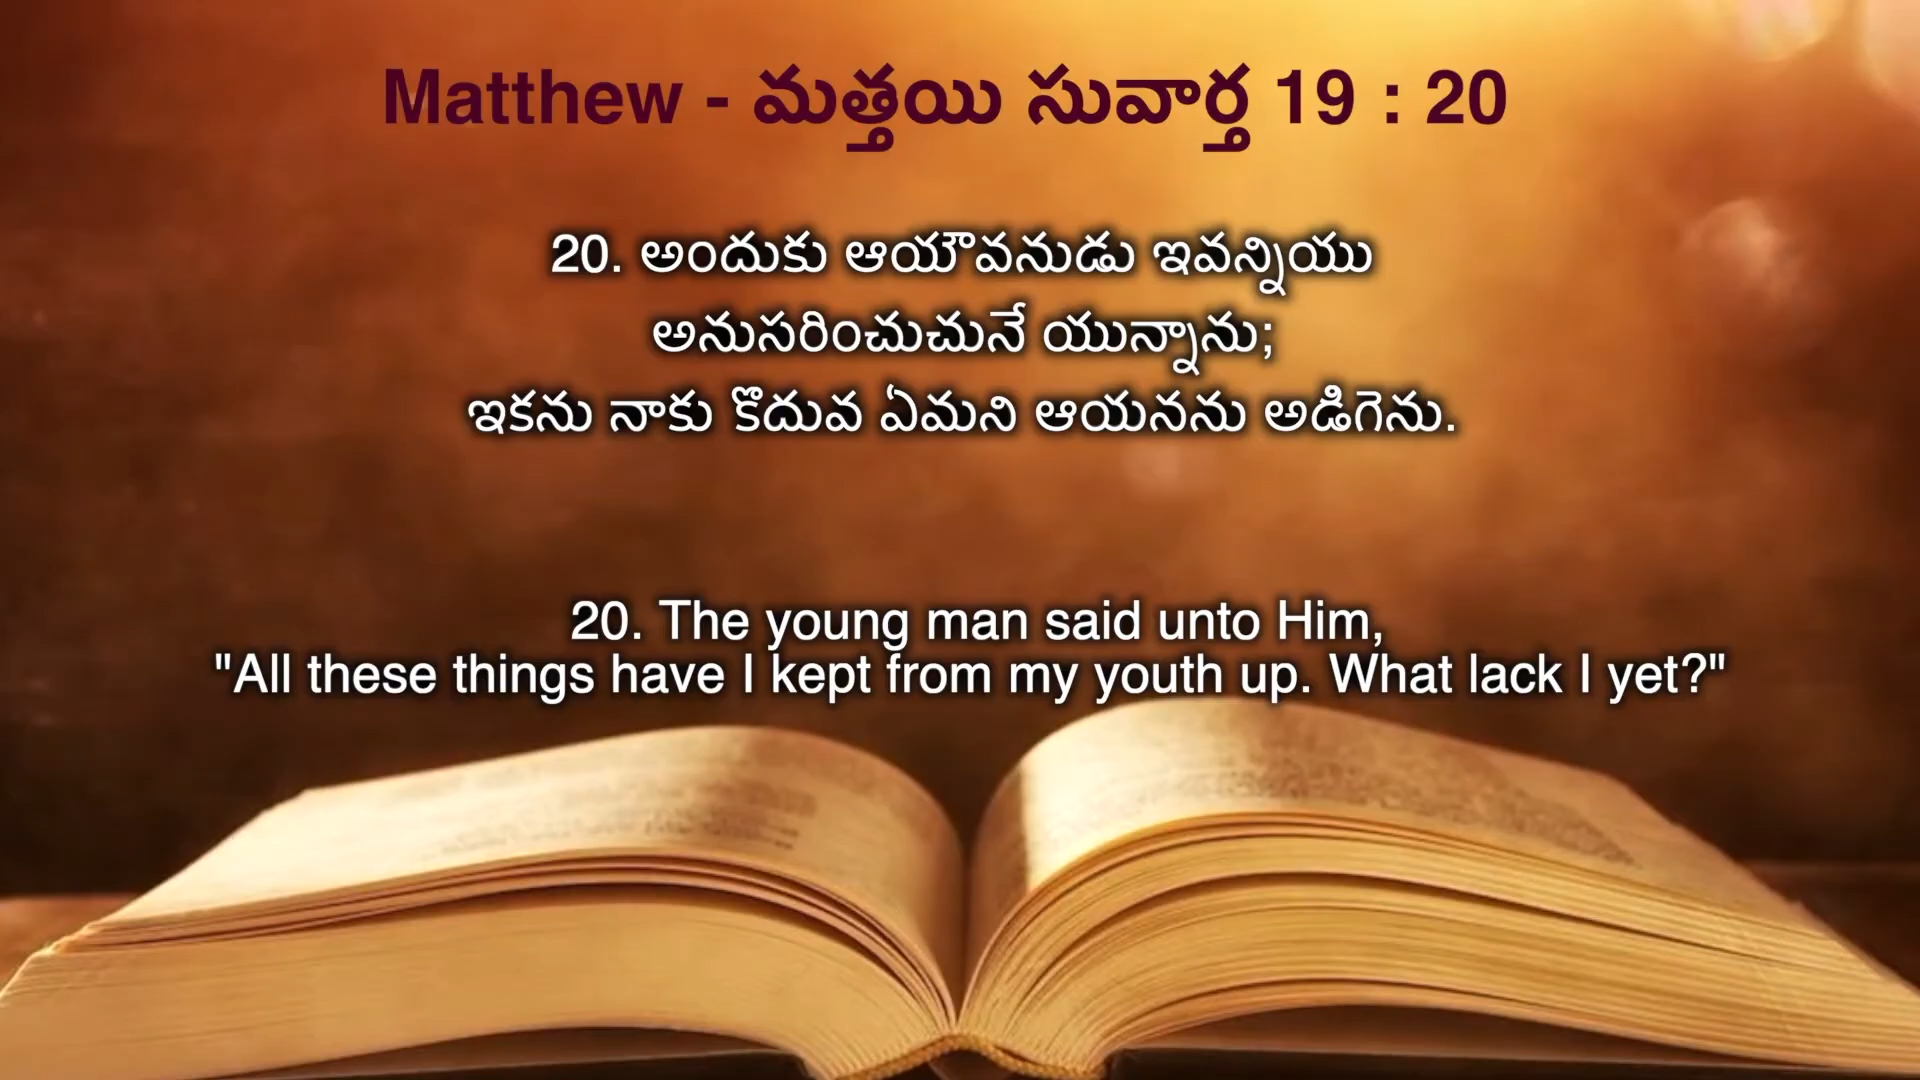 Matthew - మత్తయి సువార్త 19 : 20
20. అందుకు ఆయౌవనుడు ఇవన్నియు
అనుసరించుచునే యున్నాను;
ఇకను నాకు కొదువ ఏమని ఆయనను అడిగెను.
20. The young man said unto Him,
"All these things have I kept from my youth up. What lack I yet?"